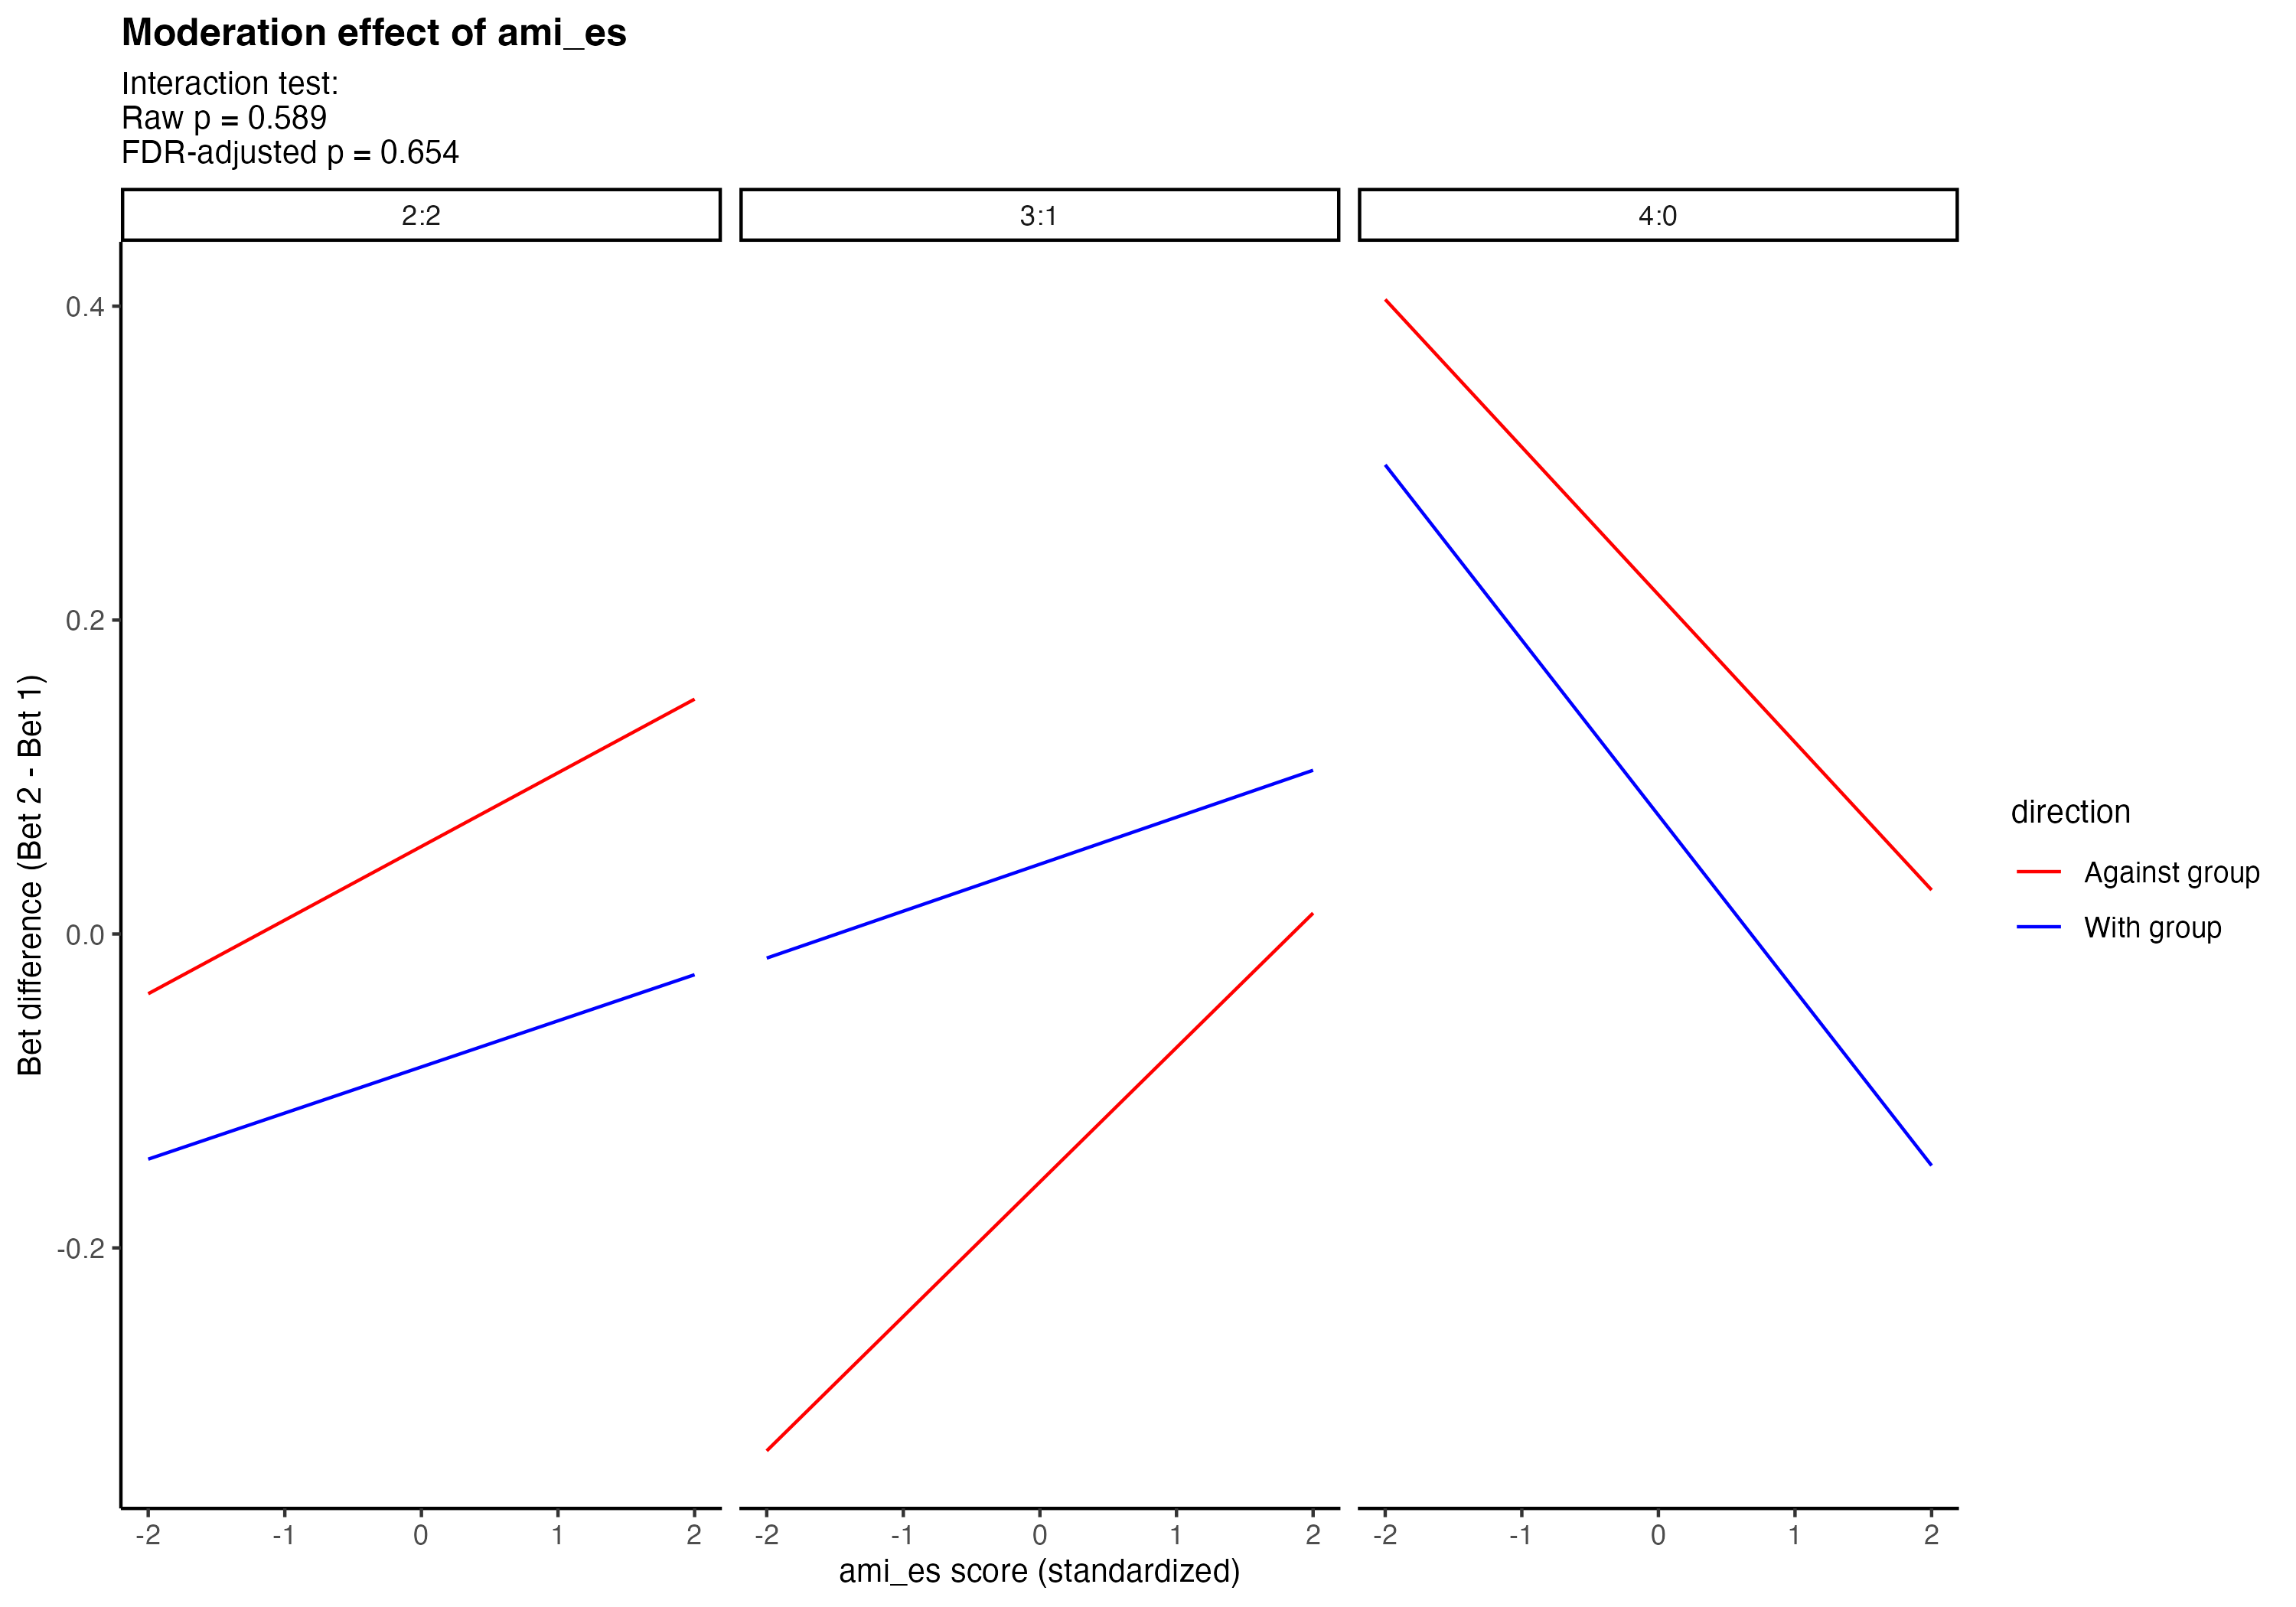 Moderation effect of ami_es
Interaction test:
Raw p = 0.589
FDR-adjusted p = 0.654
2:2
3:1
4:0
0.4
0.2
0.0
-0.2
Bet difference (Bet 2 - Bet 1)
-2 -1 0 1 2
-2 -1 0 1 2
-2 -1 0 1 2
ami_es score (standardized)
direction
Against group
With group